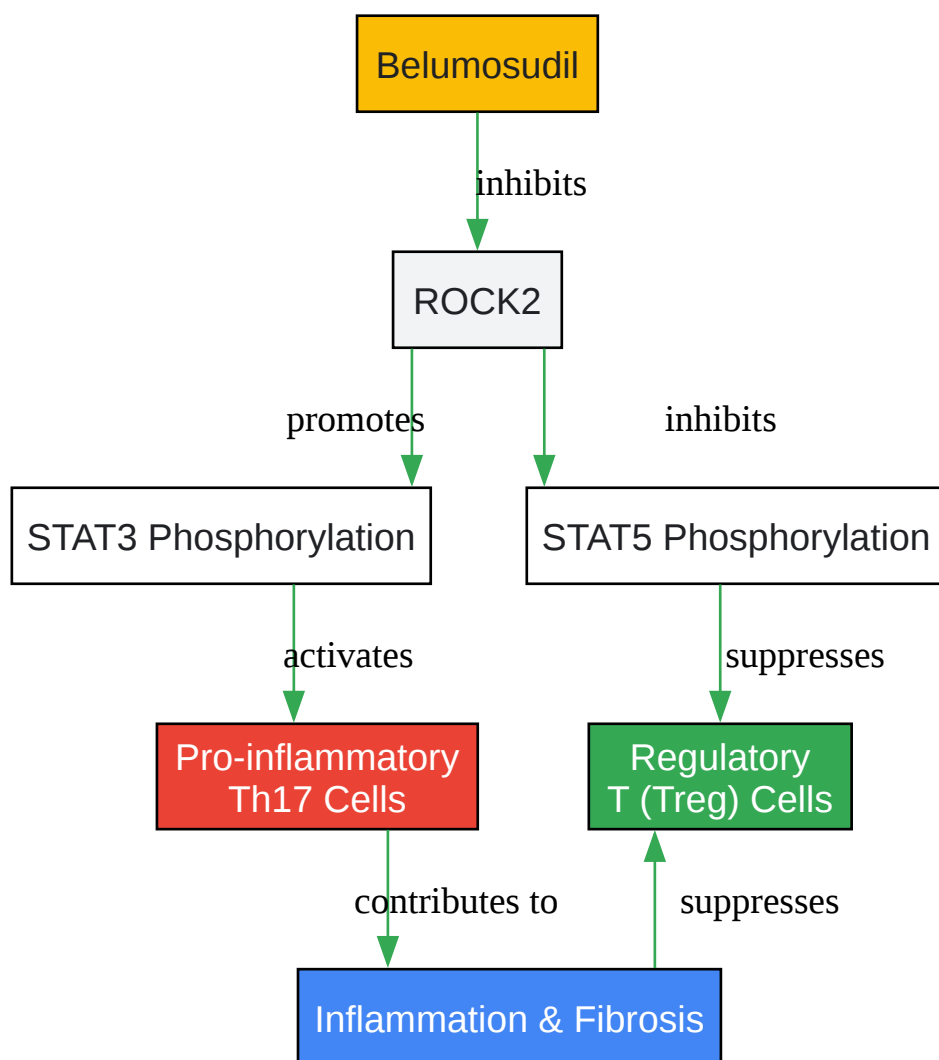 Belumosudil
inhibits
ROCK2
promotes
inhibits
STAT3 Phosphorylation
STAT5 Phosphorylation
activates
suppresses
Pro-inflammatory
Th17 Cells
Regulatory
T (Treg) Cells
contributes to
suppresses
Inflammation & Fibrosis